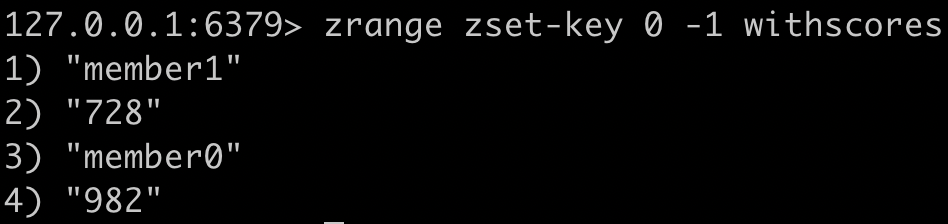 127.0.0.1:6379> zrange zset-key 0 -1 withscores
1) "member1"
2) "728"
3) "member0"
4) "982"